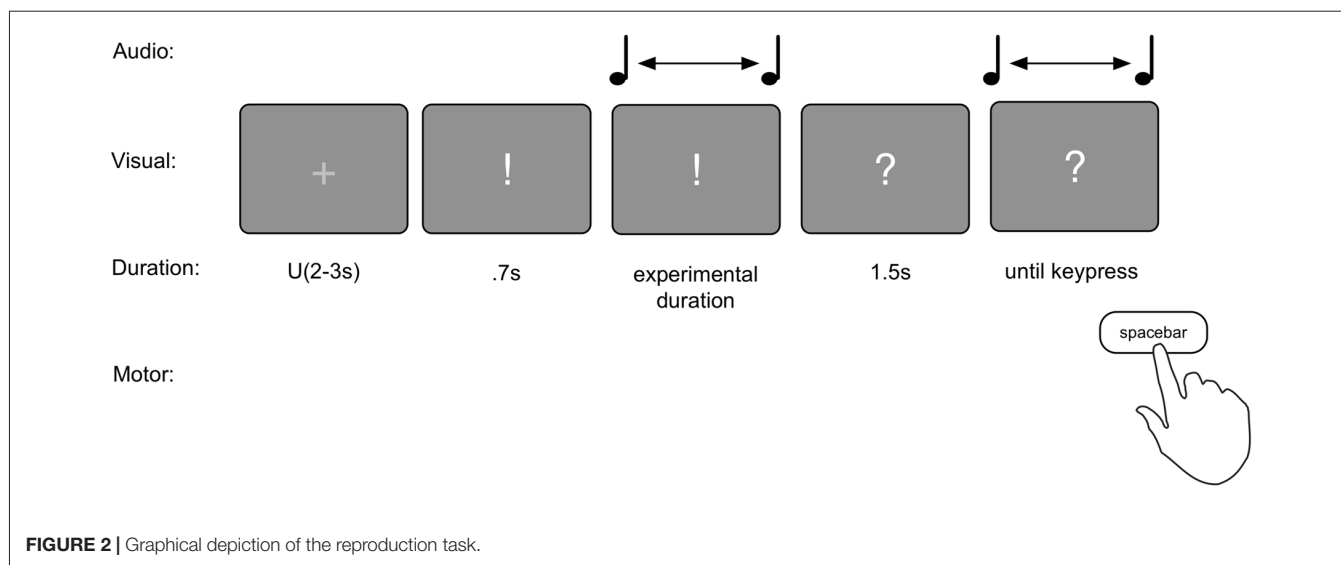 Audio:
Visual:
+
!
!
?
?
Duration:
U(2-3s)
.7s
experimental
duration
1.5s
until keypress
spacebar
Motor:
FIGURE 2 | Graphical depiction of the reproduction task.